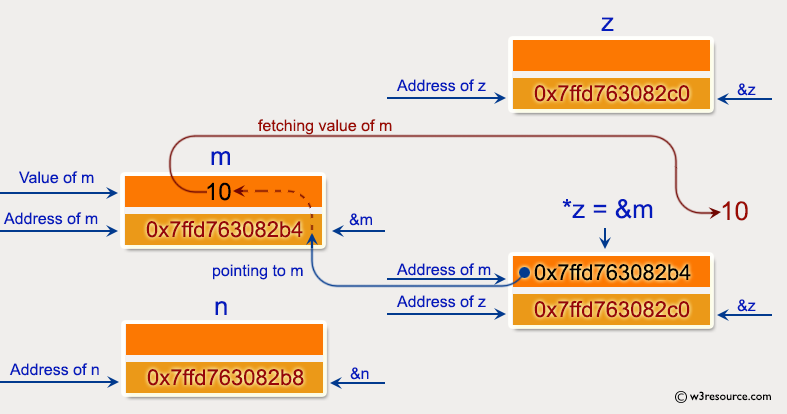 z
Address of z
0x7ffd763082c0
&z
fetching value of m
m
Value of m
10
Address of m
0x7ffd763082b4
&m
10
*z = &m
pointing to m
Address of m
0x7ffd763082b4
Address of z
0x7ffd763082c0
&z
n
Address of n
0x7ffd763082b8
&n
© w3resource.com